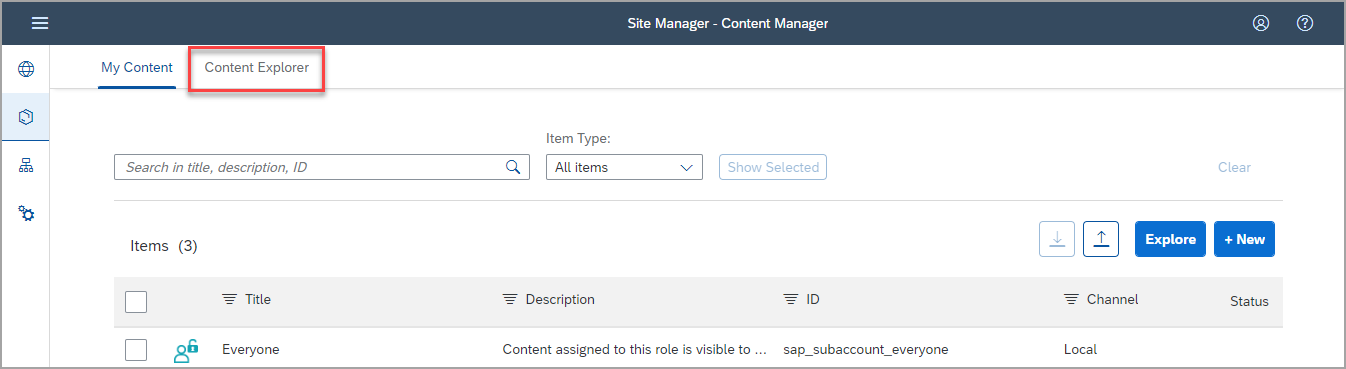 Site Manager - Content Manager
My Content Content Explorer
Item Type:
Search in title, description, ID All items Show Selected Clear
Items (3) Explore + New
Title Description ID Channel Status
Everyone Content assigned to this role is visible to ... sap_subaccount_everyone Local